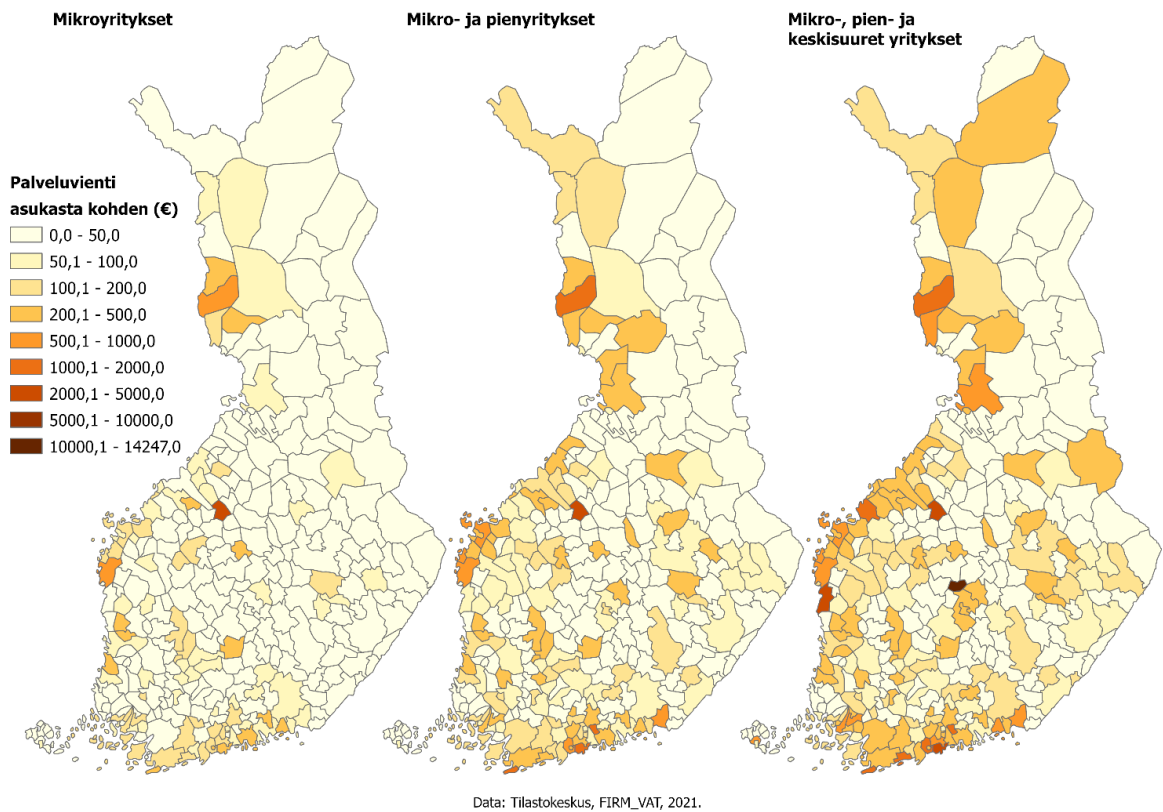 Mikroyritykset
Mikro- ja pienyritykset
Mikro-, pien- ja
keskisuuret yritykset
Palveluvienti
asukasta kohden (€)
0,0 - 50,0
50,1 - 100,0
100,1 - 200,0
200,1 - 500,0
500,1 - 1000,0
1000,1 - 2000,0
2000,1 - 5000,0
5000,1 - 10000,0
10000,1 - 14247,0
Data: Tilastokeskus, FIRM_VAT, 2021.